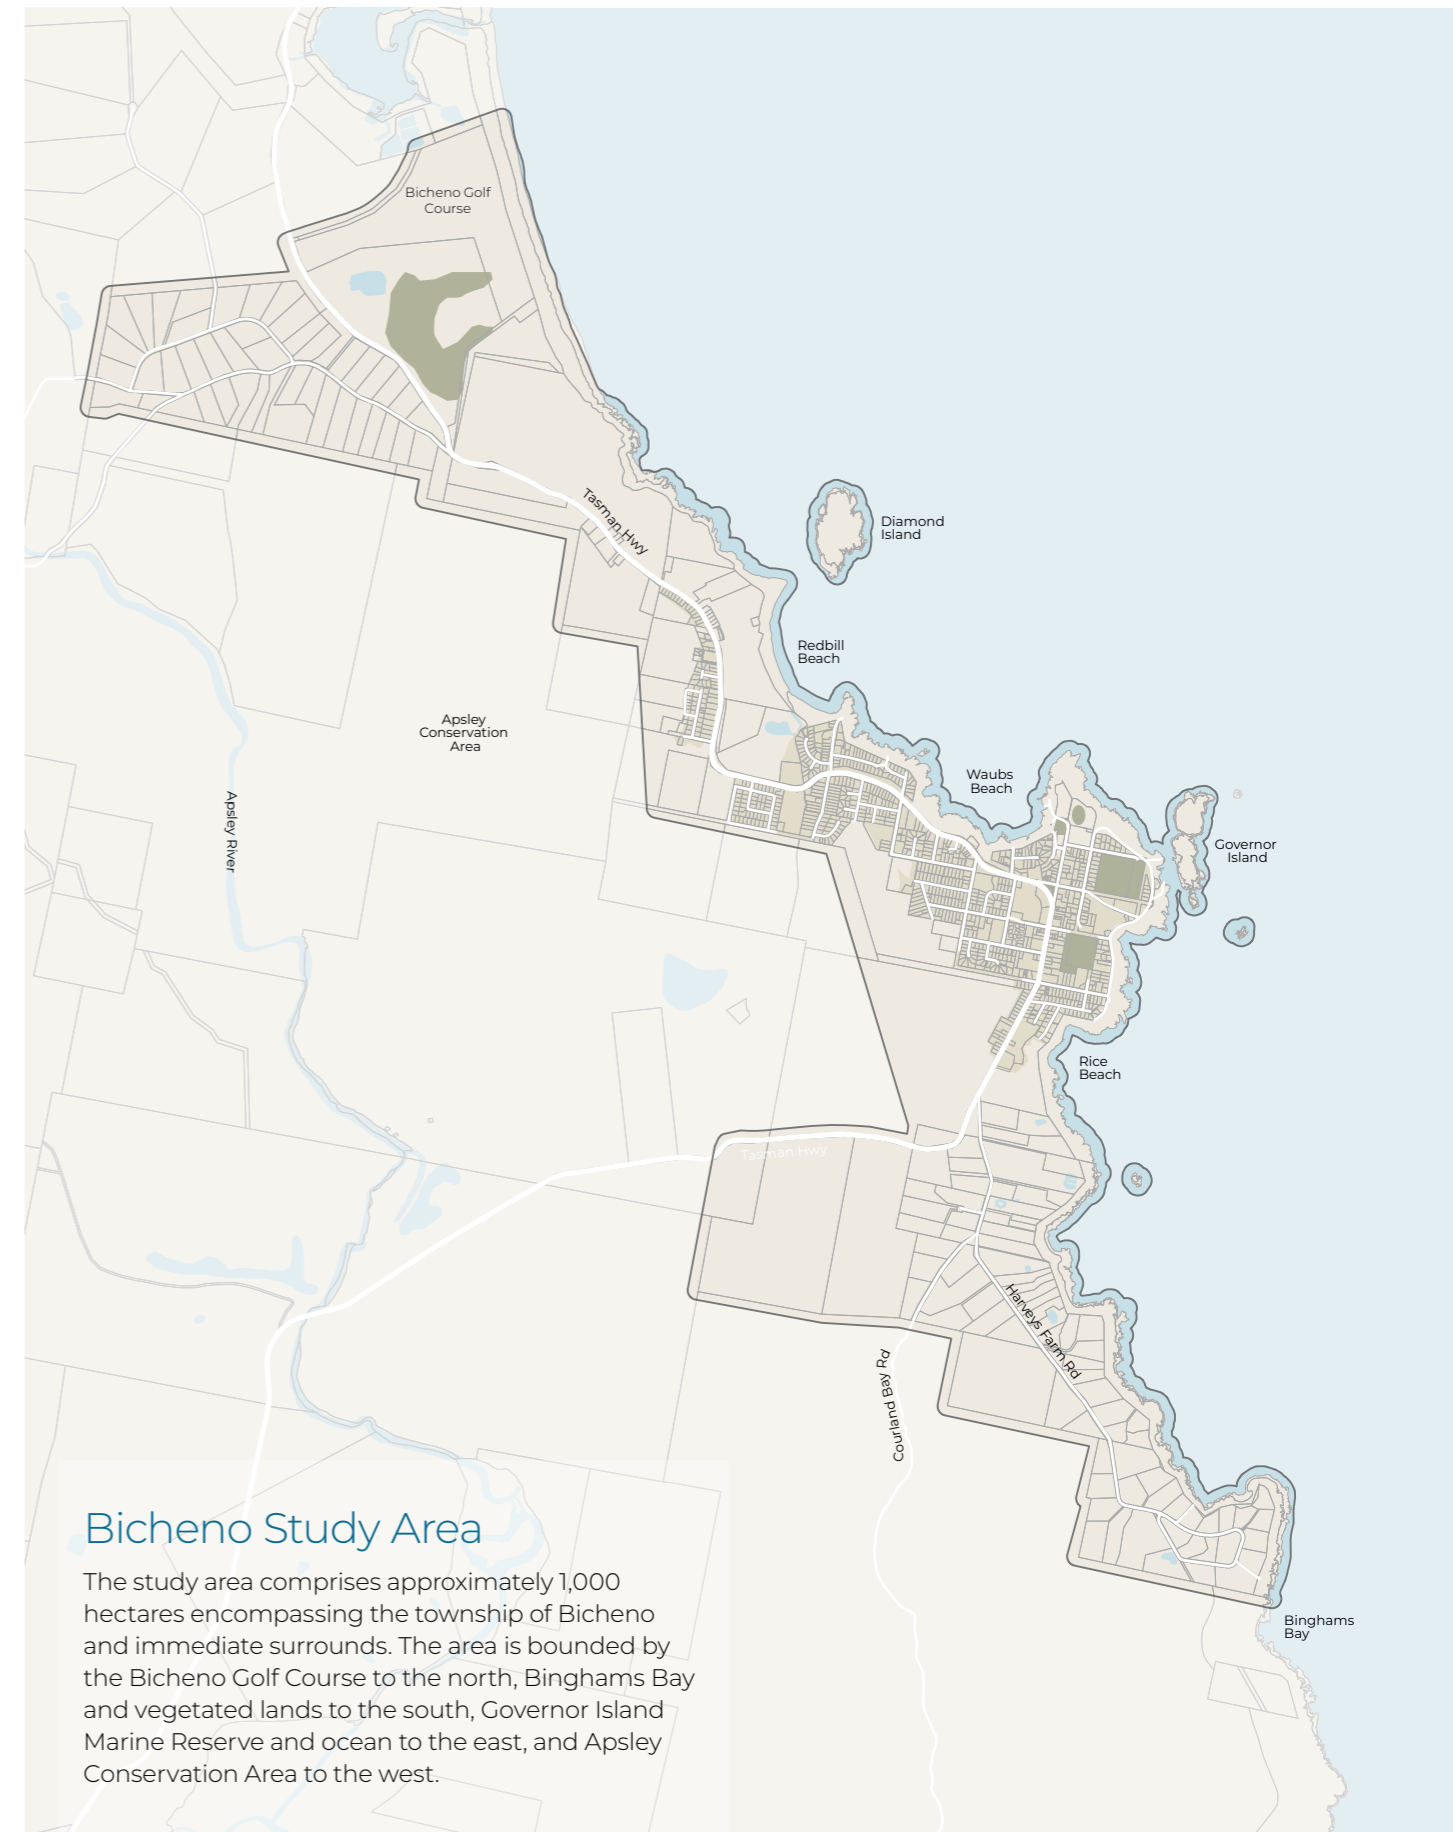 Bicheno Golf
Course
Tasman Hwy
Diamond
Island
Redbill
Beach
Apsley
Conservation
Area
Waubs
Beach
Apsley River
Governor
Island
Rice
Beach
Tasman Hwy
Harveys Farm Rd
Courland Bay Rd
Bicheno Study Area
The study area comprises approximately 1,000
hectares encompassing the township of Bicheno
and immediate surrounds. The area is bounded by
the Bicheno Golf Course to the north, Binghams Bay
and vegetated lands to the south, Governor Island
Marine Reserve and ocean to the east, and Apsley
Conservation Area to the west.
Binghams
Bay